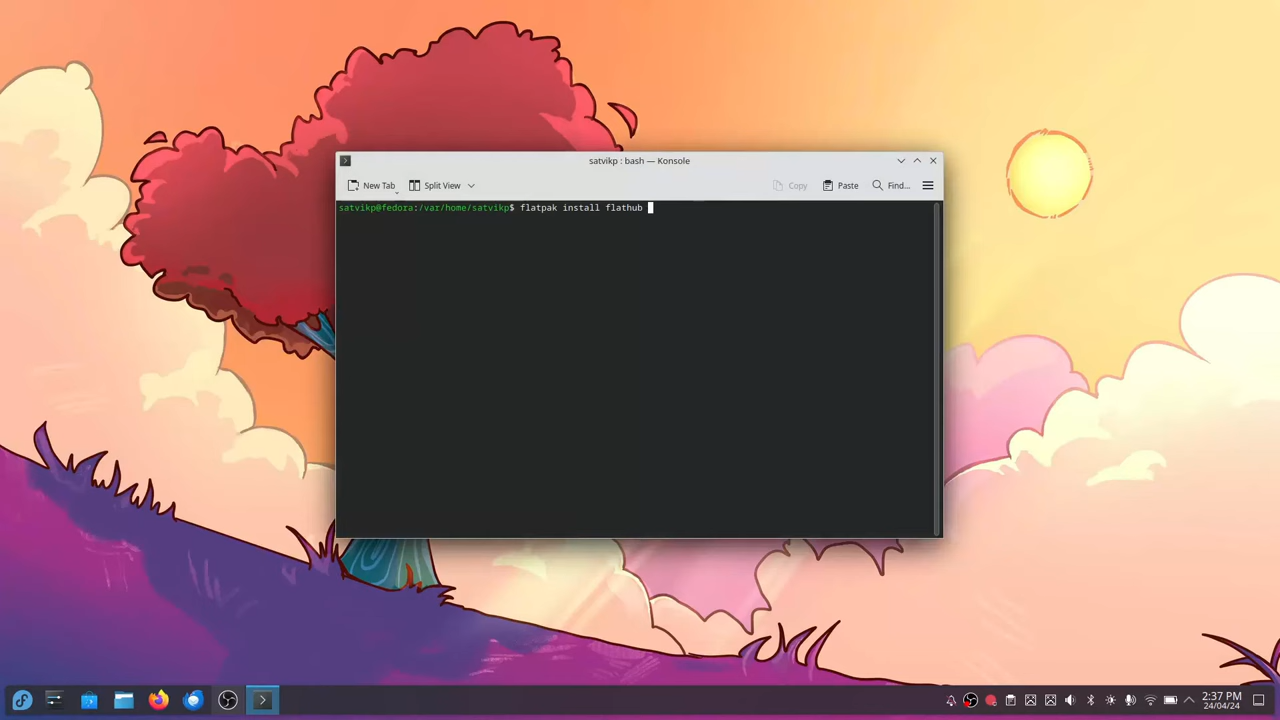 satvikp : bash — Konsole
New Tab
Split View
Copy
Paste
Find...
satvikp@fedora:/var/home/satvikp$ flatpak install flathub
2:37 PM
24/04/24